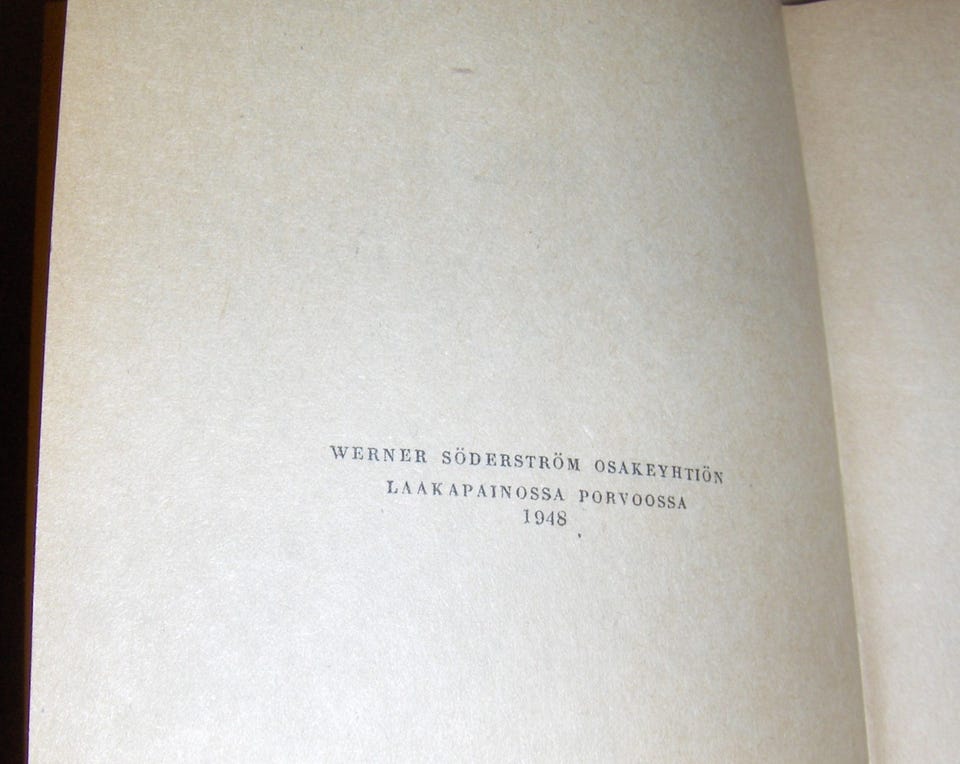 WERNER SÖDERSTRÖM OSAKEYHTIÖN
LAAKAPAINOSSA PORVOOSSA
1948